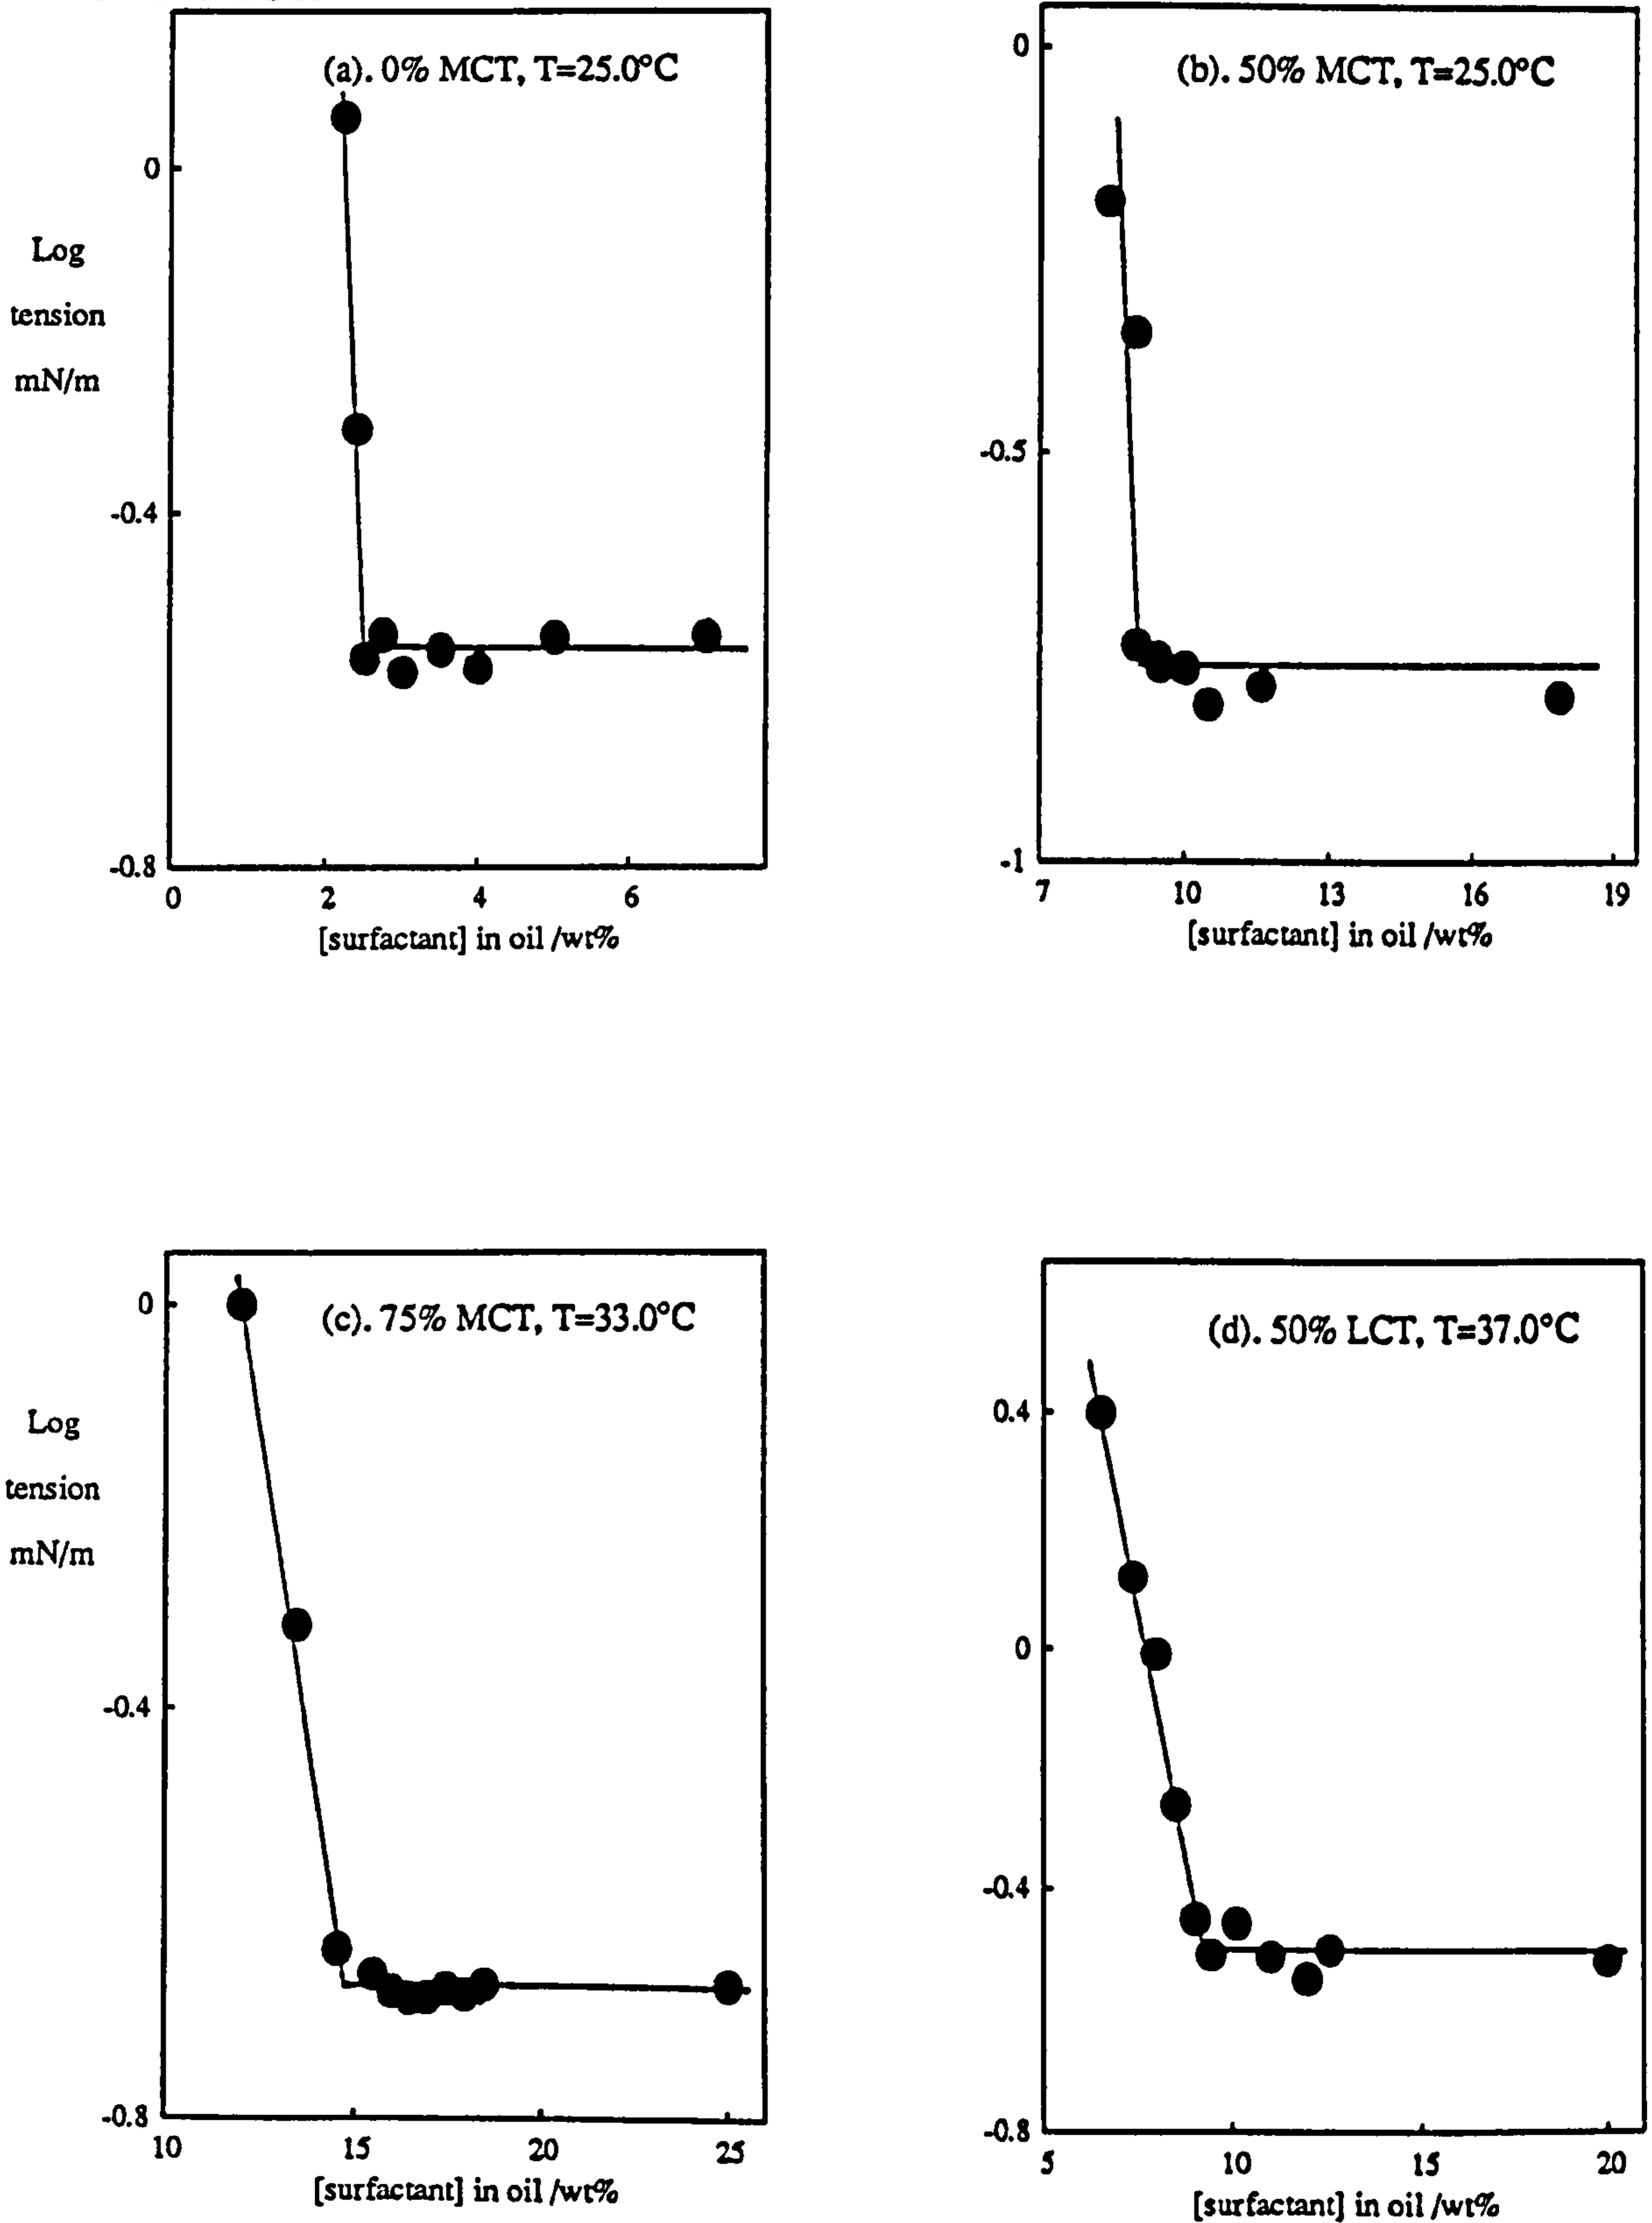 (a). 0% MCT, T=25.0°C
0
Log
tension
mN/m
-0.4
-0.8
0 2 4 6
[surfactant] in oil /wt%
(b). 50% MCT, T=25.0°C
0
-0.5
-1
7 10 13 16 19
[surfactant] in oil /wt%
(c). 75% MCT, T=33.0°C
0
Log
tension
mN/m
-0.4
-0.8
10 15 20 25
[surfactant] in oil /wt%
(d). 50% LCT, T=37.0°C
0.4
0
-0.4
-0.8
5 10 15 20
[surfactant] in oil /wt%